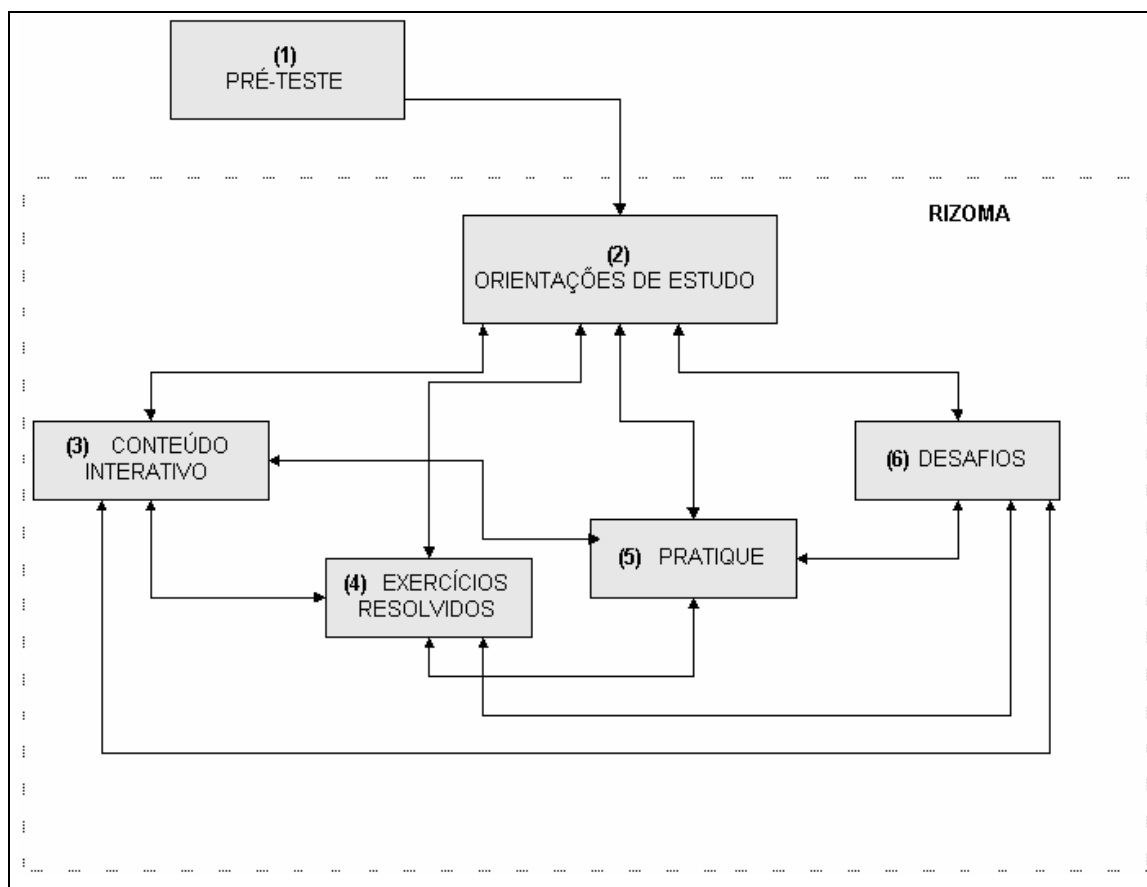 (1)
PRÉ-TESTE
RIZOMA
(2)
ORIENTAÇÕES DE ESTUDO
(3) CONTEÚDO
INTERATIVO
(6) DESAFIOS
(5) PRATIQUE
(4) EXERCÍCIOS
RESOLVIDOS